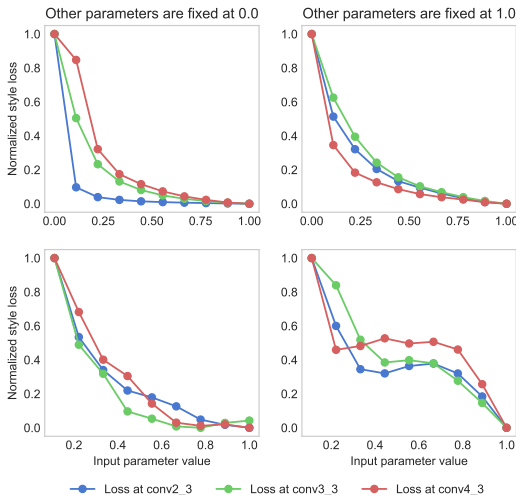 Other parameters are fixed at 0.0
Other parameters are fixed at 1.0
Normalized style loss
1.0
0.8
0.6
0.4
0.2
0.0
0.00 0.25 0.50 0.75 1.00
1.0
0.8
0.6
0.4
0.2
0.0
0.00 0.25 0.50 0.75 1.00
Normalized style loss
1.0
0.8
0.6
0.4
0.2
0.0
0.2 0.4 0.6 0.8 1.0
Input parameter value
1.0
0.8
0.6
0.4
0.2
0.0
0.2 0.4 0.6 0.8 1.0
Input parameter value
Loss at conv2_3 Loss at conv3_3 Loss at conv4_3